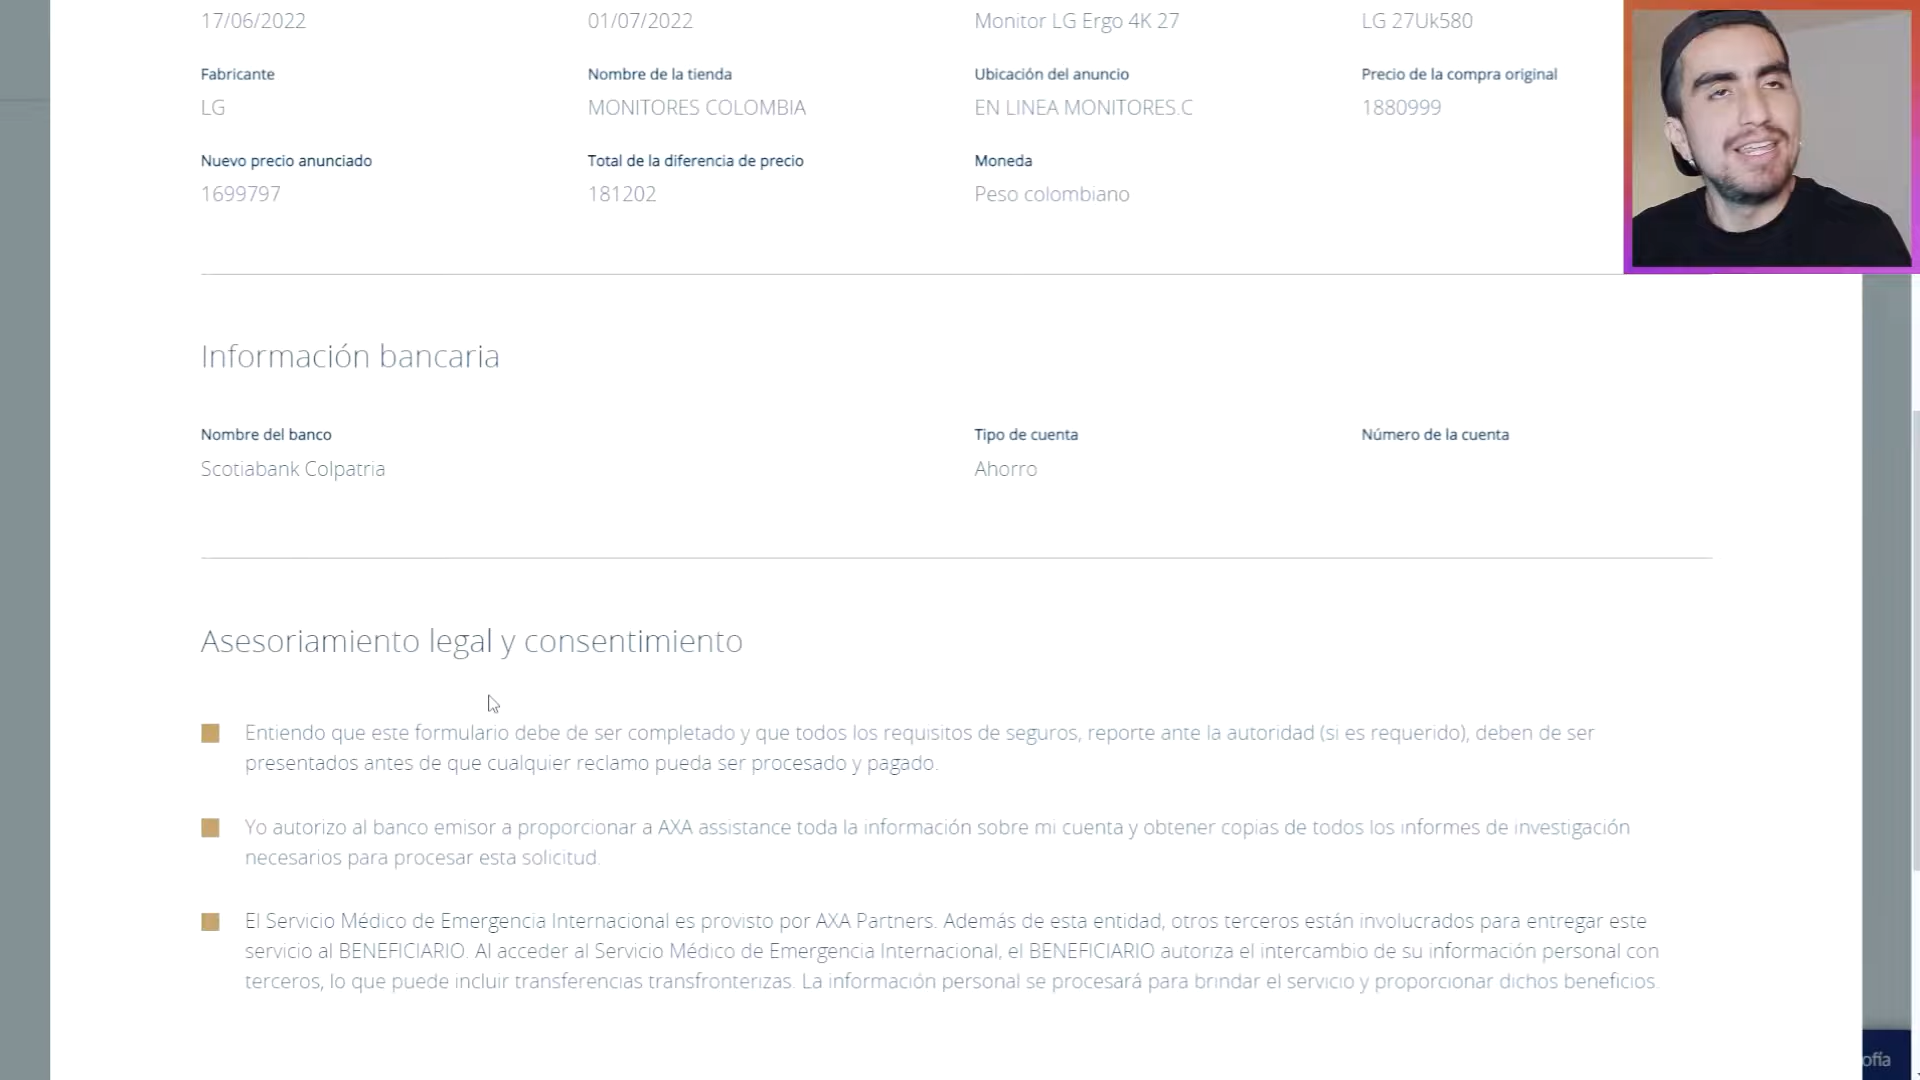 17/06/2022 01/07/2022 Monitor LG Ergo 4K 27 LG 27Uk580
Fabricante Nombre de la tienda Ubicación del anuncio Precio de la compra original
LG MONITORES COLOMBIA EN LINEA MONITORES.C 1880999
Nuevo precio anunciado Total de la diferencia de precio Moneda
1699797 181202 Peso colombiano
Información bancaria
Nombre del banco Tipo de cuenta Número de la cuenta
Scotiabank Colpatria Ahorro
Asesoriamiento legal y consentimiento
Entiendo que este formulario debe de ser completado y que todos los requisitos de seguros, reporte ante la autoridad (si es requerido), deben de ser
presentados antes de que cualquier reclamo pueda ser procesado y pagado.
Yo autorizo al banco emisor a proporcionar a AXA assistance toda la información sobre mi cuenta y obtener copias de todos los informes de investigación
necesarios para procesar esta solicitud.
El Servicio Médico de Emergencia Internacional es provisto por AXA Partners. Además de esta entidad, otros terceros están involucrados para entregar este
servicio al BENEFICIARIO. Al acceder al Servicio Médico de Emergencia Internacional, el BENEFICIARIO autoriza el intercambio de su información personal con
terceros, lo que puede incluir transferencias transfronterizas. La información personal se procesará para brindar el servicio y proporcionar dichos beneficios.
ofía